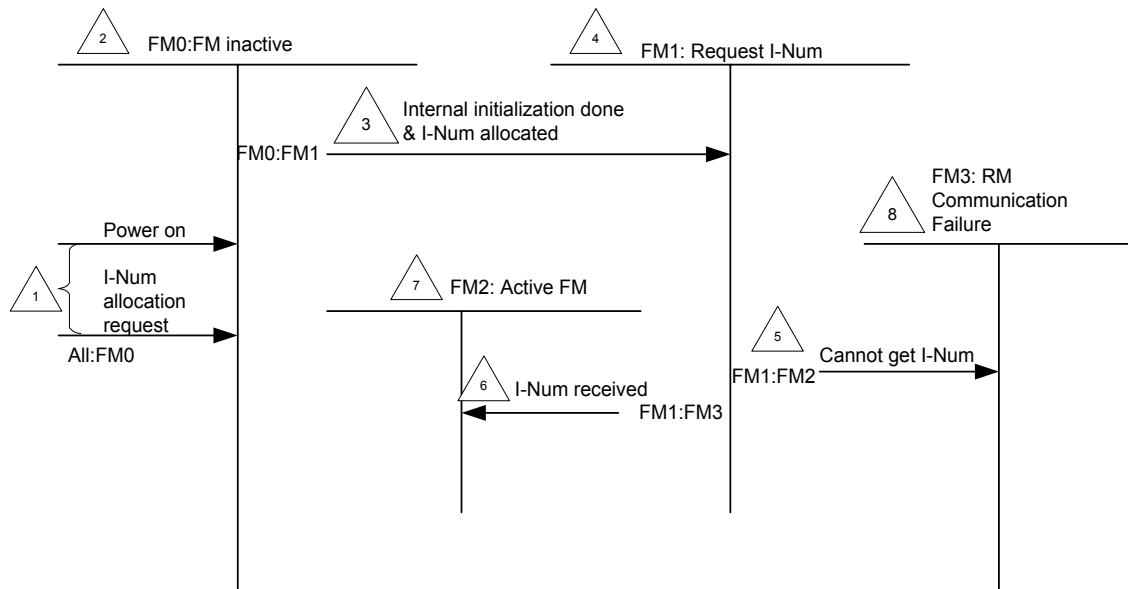 2
FM0:FM inactive
4
FM1: Request I-Num
3
Internal initialization done
& I-Num allocated
FM0:FM1
8
FM3: RM
Communication
Failure
Power on
1
I-Num
allocation
request
All:FM0
7
FM2: Active FM
5
Cannot get I-Num
FM1:FM2
6
I-Num received
FM1:FM3